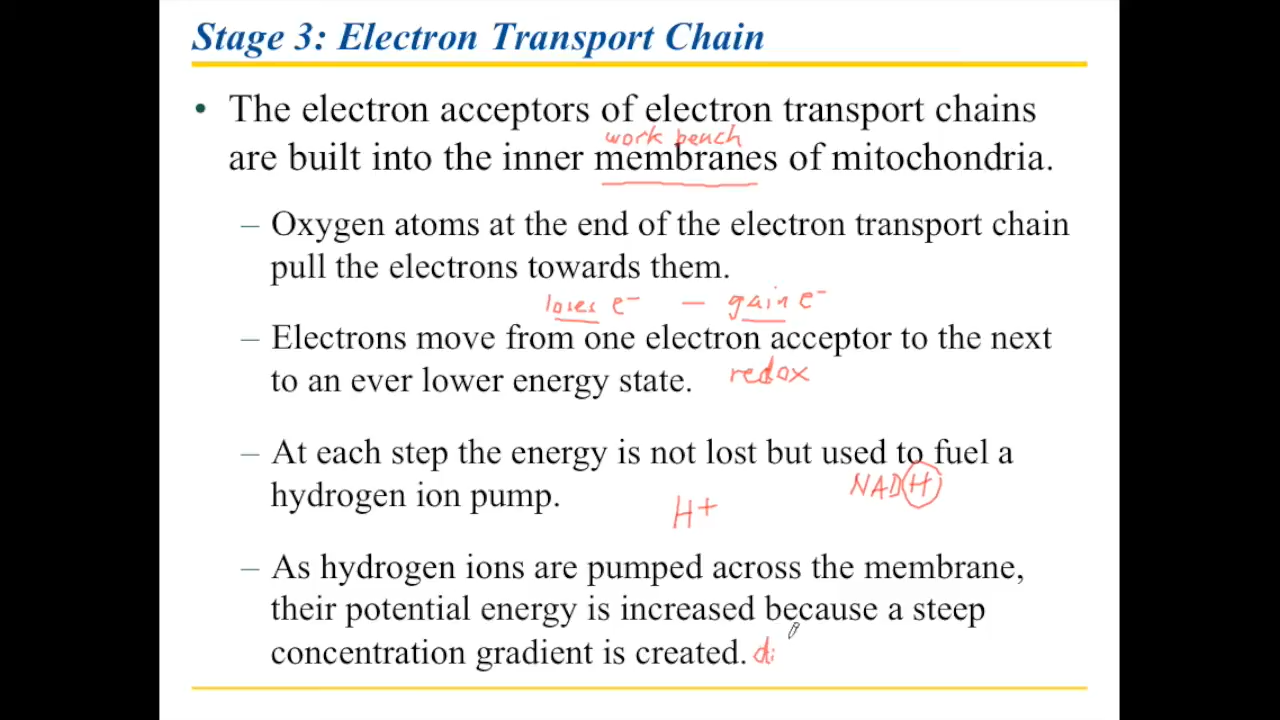 Stage 3: Electron Transport Chain
• The electron acceptors of electron transport chains
work bench
are built into the inner membranes of mitochondria.
– Oxygen atoms at the end of the electron transport chain
pull the electrons towards them.
loses e⁻ — gain e⁻
– Electrons move from one electron acceptor to the next
to an ever lower energy state. redox
– At each step the energy is not lost but used to fuel a
NADH
hydrogen ion pump.
H+
– As hydrogen ions are pumped across the membrane,
their potential energy is increased because a steep
concentration gradient is created. di